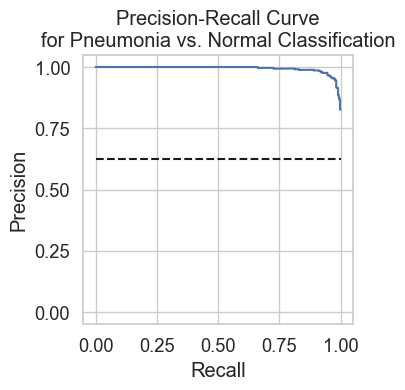 Precision-Recall Curve
for Pneumonia vs. Normal Classification
1.00
0.75
0.50
0.25
0.00
Precision
0.00 0.25 0.50 0.75 1.00
Recall